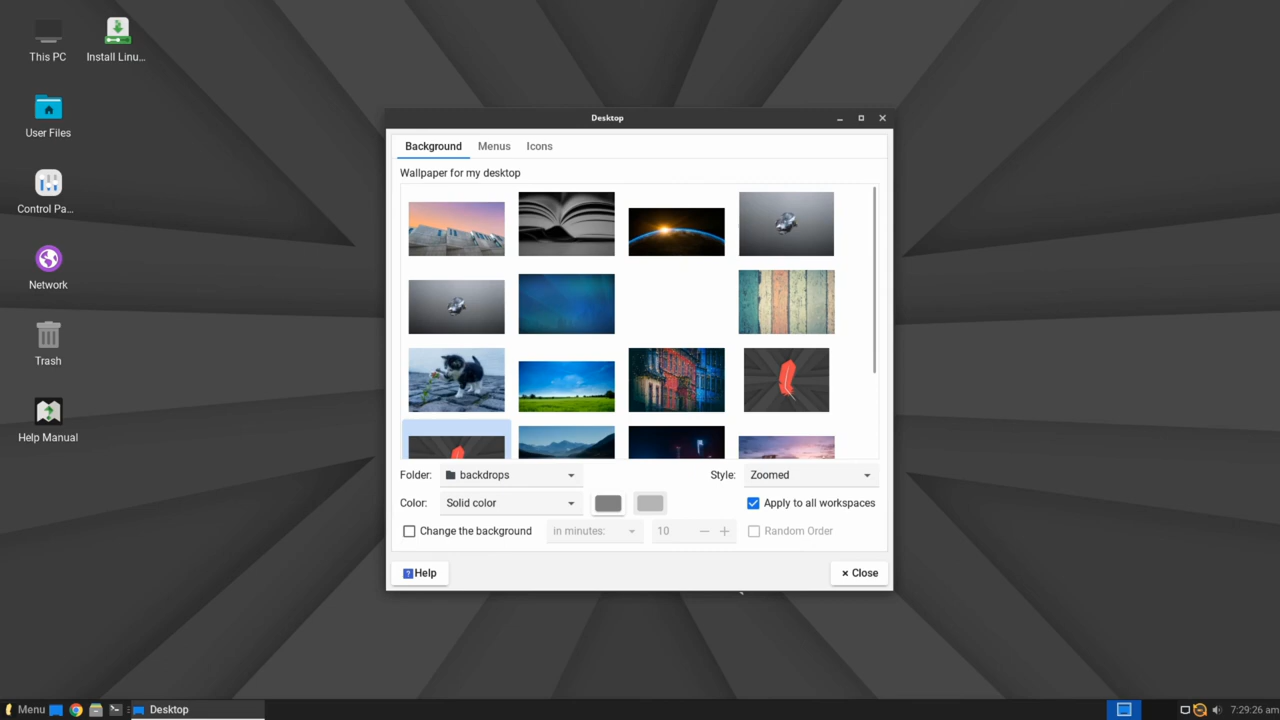 This PC
Install Linu...
User Files
Control Pa...
Network
Trash
Help Manual
Desktop
Background Menus Icons
Wallpaper for my desktop
Folder: backdrops Style: Zoomed
Color: Solid color Apply to all workspaces
Change the background in minutes: 10 Random Order
Help Close
Menu Desktop 7:29:26 am